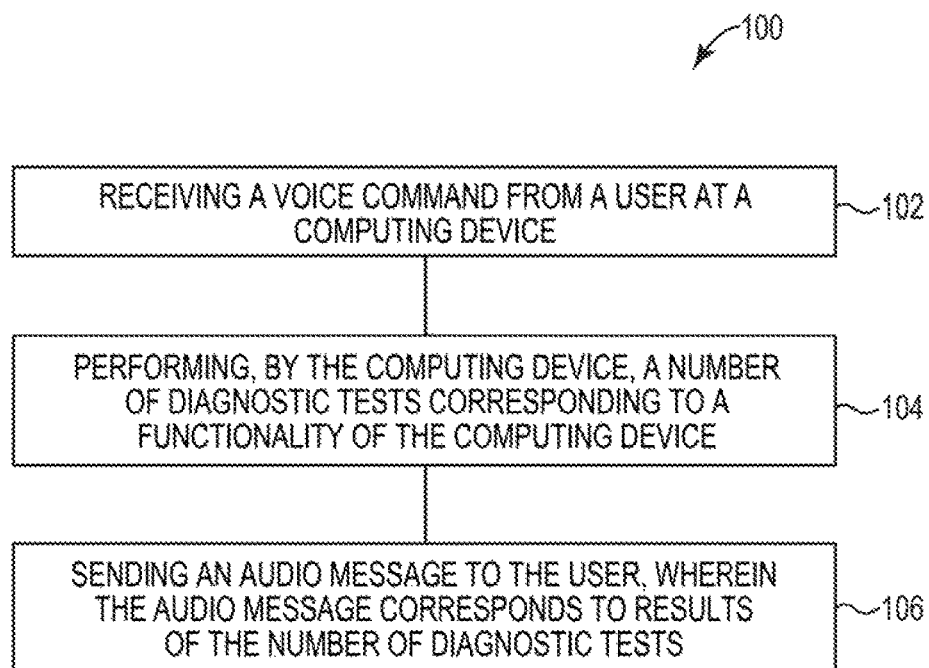 100
RECEIVING A VOICE COMMAND FROM A USER AT A
COMPUTING DEVICE
102
PERFORMING, BY THE COMPUTING DEVICE, A NUMBER
OF DIAGNOSTIC TESTS CORRESPONDING TO A
FUNCTIONALITY OF THE COMPUTING DEVICE
104
SENDING AN AUDIO MESSAGE TO THE USER, WHEREIN
THE AUDIO MESSAGE CORRESPONDS TO RESULTS
OF THE NUMBER OF DIAGNOSTIC TESTS
106